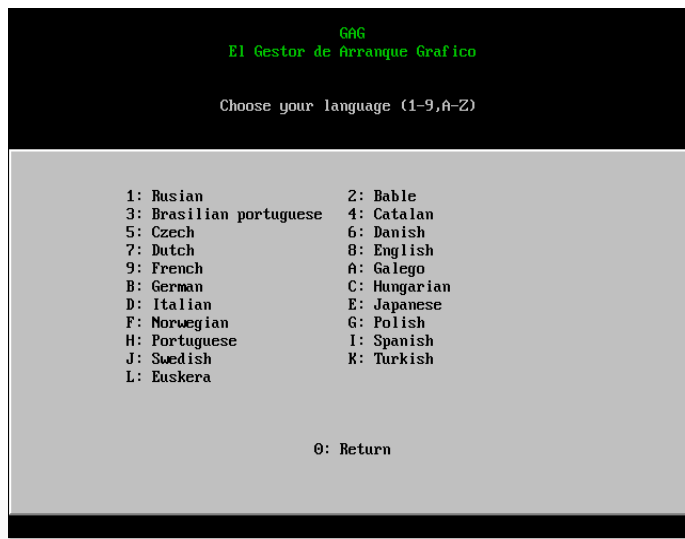 GAG
El Gestor de Arranque Grafico
Choose your language (1-9,A-Z)
1: Rusian 2: Bable
3: Brasilian portuguese 4: Catalan
5: Czech 6: Danish
7: Dutch 8: English
9: French A: Galego
B: German C: Hungarian
D: Italian E: Japanese
F: Norwegian G: Polish
H: Portuguese I: Spanish
J: Swedish K: Turkish
L: Euskera
0: Return